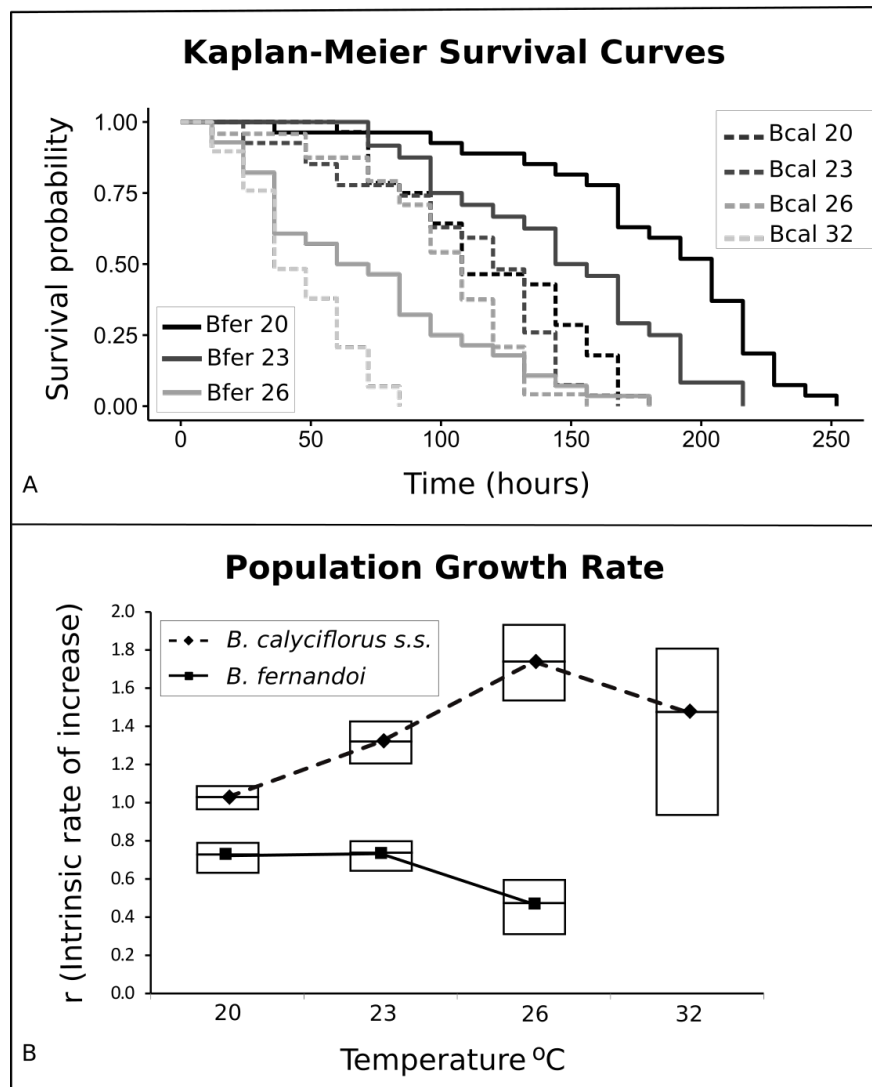 Kaplan-Meier Survival Curves
Survival probability
1.00
0.75
0.50
0.25
0.00
Bcal 20
Bcal 23
Bcal 26
Bcal 32
Bfer 20
Bfer 23
Bfer 26
0 50 100 150 200 250
Time (hours)
A
Population Growth Rate
r (Intrinsic rate of increase)
2.0
1.8
1.6
1.4
1.2
1.0
0.8
0.6
0.4
0.2
0.0
B. calyciflorus s.s.
B. fernandoi
20 23 26 32
Temperature ºC
B